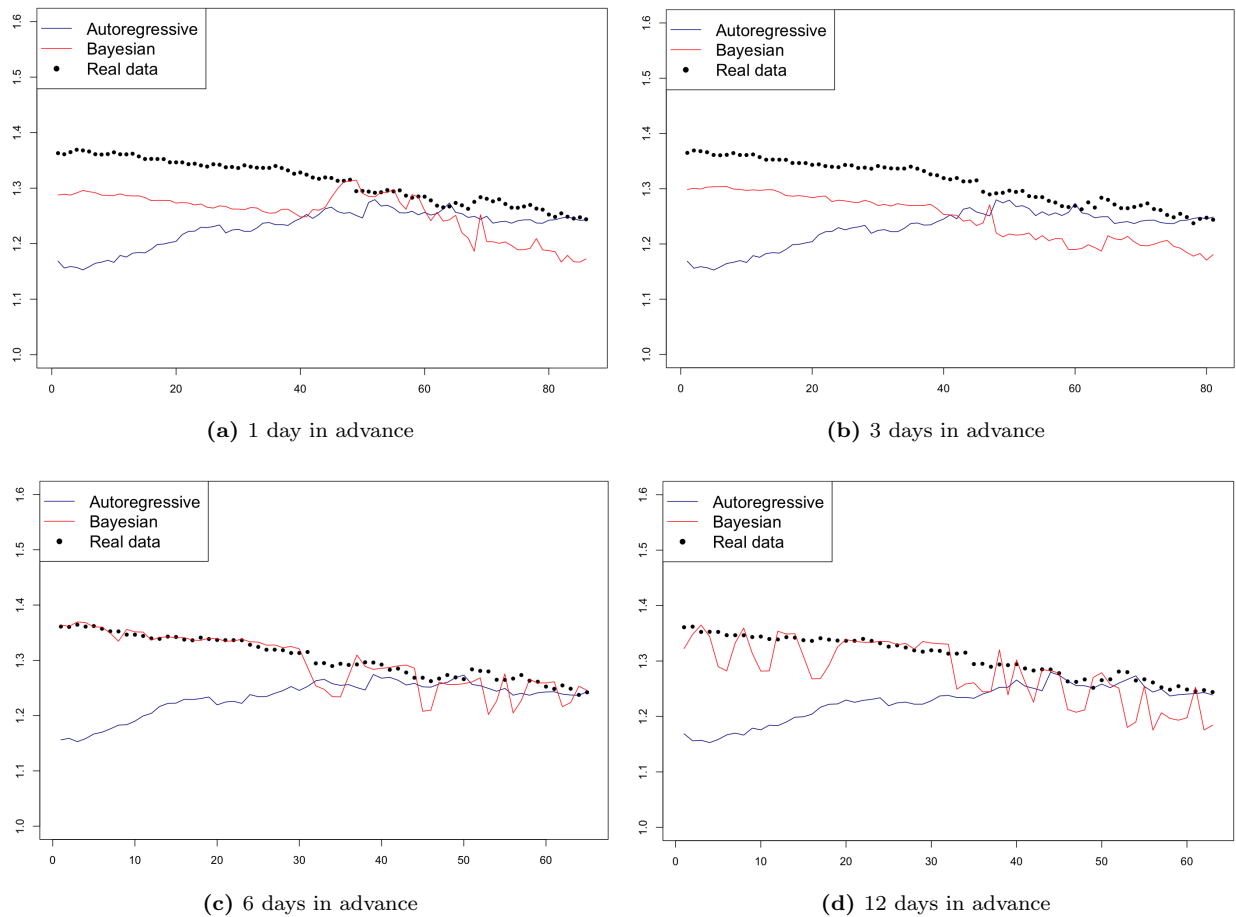 1.6
1.5
1.4
1.3
1.2
1.1
1.0
Autoregressive
Bayesian
Real data
0 20 40 60 80
(a) 1 day in advance
1.6
1.5
1.4
1.3
1.2
1.1
1.0
Autoregressive
Bayesian
Real data
0 20 40 60 80
(b) 3 days in advance
1.6
1.5
1.4
1.3
1.2
1.1
1.0
Autoregressive
Bayesian
Real data
0 10 20 30 40 50 60
(c) 6 days in advance
1.6
1.5
1.4
1.3
1.2
1.1
1.0
Autoregressive
Bayesian
Real data
0 10 20 30 40 50 60
(d) 12 days in advance